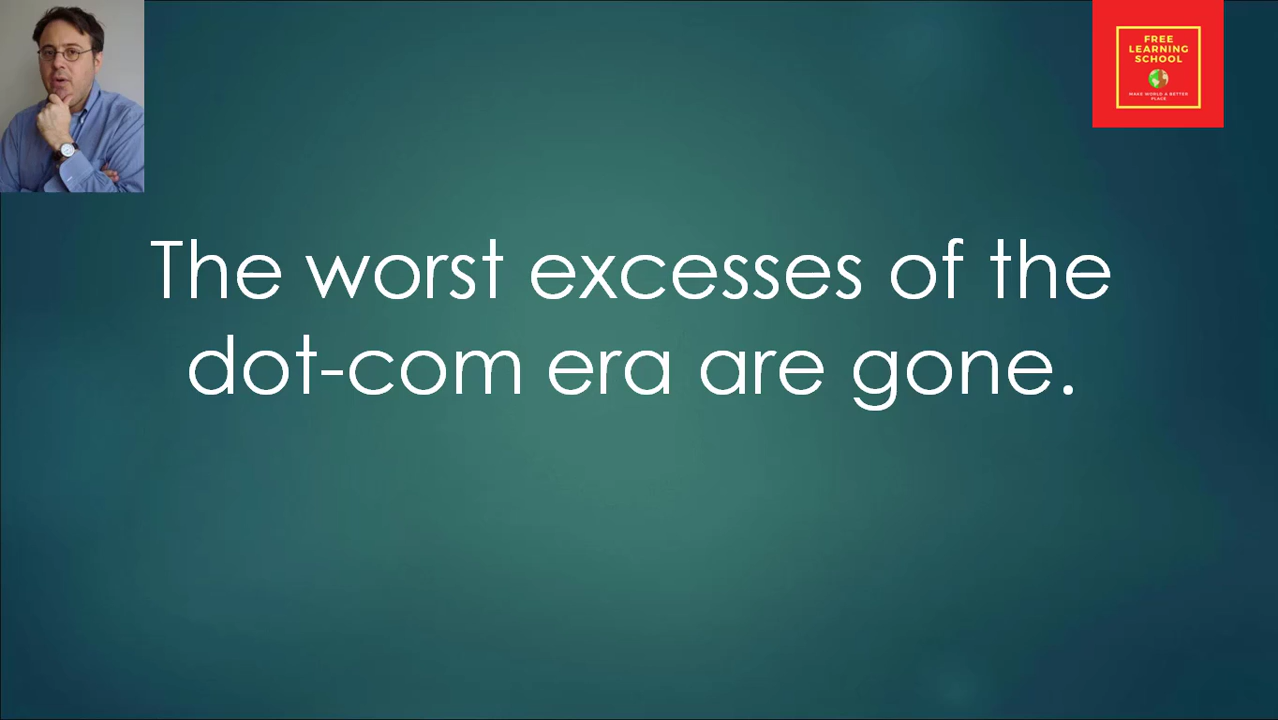 FREE
LEARNING
SCHOOL
MAKE WORLD A BETTER
PLACE
The worst excesses of the
dot-com era are gone.